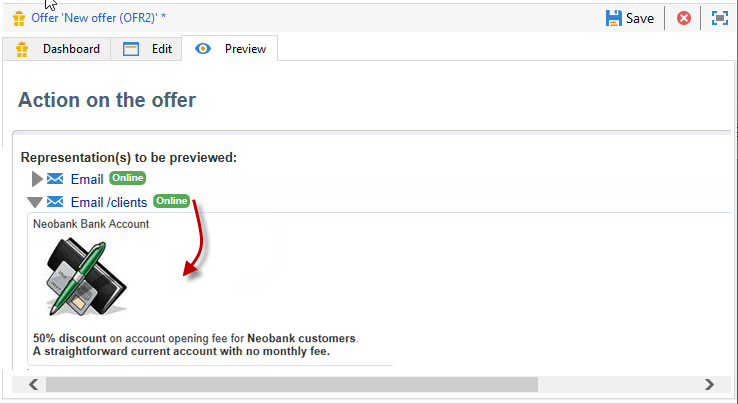 Offer 'New offer (OFR2)' *
Save
Dashboard
Edit
Preview
Action on the offer
Representation(s) to be previewed:
Email Online
Email /clients Online
Neobank Bank Account
50% discount on account opening fee for Neobank customers.
A straightforward current account with no monthly fee.